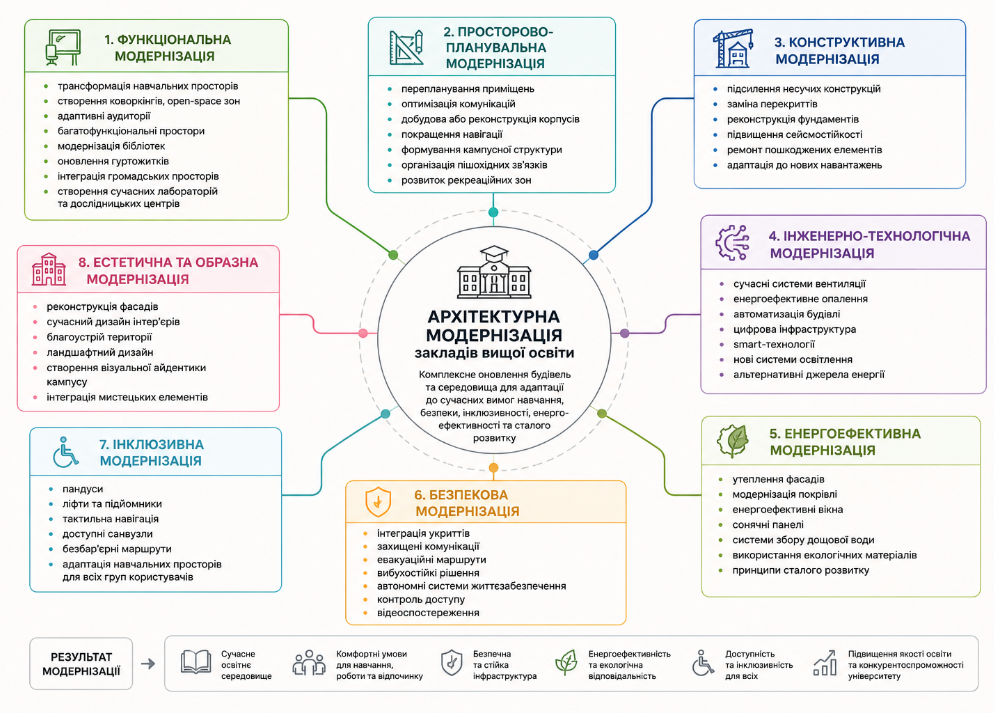 1. ФУНКЦІОНАЛЬНА
МОДЕРНІЗАЦІЯ
• трансформація навчальних просторів
• створення коворкінгів, open-space зон
• адаптивні аудиторії
• багатофункціональні простори
• модернізація бібліотек
• оновлення гуртожитків
• інтеграція громадських просторів
• створення сучасних лабораторій
та дослідницьких центрів
2. ПРОСТОРОВО-
ПЛАНУВАЛЬНА
МОДЕРНІЗАЦІЯ
• перепланування приміщень
• оптимізація комунікацій
• добудова або реконструкція корпусів
• покращення навігації
• формування кампусної структури
• організація пішохідних зв'язків
• розвиток рекреаційних зон
3. КОНСТРУКТИВНА
МОДЕРНІЗАЦІЯ
• підсилення несучих конструкцій
• заміна перекриттів
• реконструкція фундаментів
• підвищення сейсмостійкості
• ремонт пошкоджених елементів
• адаптація до нових навантажень
8. ЕСТЕТИЧНА ТА ОБРАЗНА
МОДЕРНІЗАЦІЯ
• реконструкція фасадів
• сучасний дизайн інтер'єрів
• благоустрій території
• ландшафтний дизайн
• створення візуальної айдентики
кампусу
• інтеграція мистецьких елементів
АРХІТЕКТУРНА
МОДЕРНІЗАЦІЯ
закладів вищої освіти
Комплексне оновлення будівель
та середовища для адаптації
до сучасних вимог навчання,
безпеки, інклюзивності, енерго-
ефективності та сталого
розвитку
4. ІНЖЕНЕРНО-ТЕХНОЛОГІЧНА
МОДЕРНІЗАЦІЯ
• сучасні системи вентиляції
• енергоефективне опалення
• автоматизація будівлі
• цифрова інфраструктура
• smart-технології
• нові системи освітлення
• альтернативні джерела енергії
7. ІНКЛЮЗИВНА
МОДЕРНІЗАЦІЯ
• пандуси
• ліфти та підйомники
• тактильна навігація
• доступні санвузли
• безбар'єрні маршрути
• адаптація навчальних просторів
для всіх груп користувачів
6. БЕЗПЕКОВА
МОДЕРНІЗАЦІЯ
• інтеграція укриттів
• захищені комунікації
• евакуаційні маршрути
• вибухостійкі рішення
• автономні системи життєзабезпечення
• контроль доступу
• відеоспостереження
5. ЕНЕРГОЕФЕКТИВНА
МОДЕРНІЗАЦІЯ
• утеплення фасадів
• модернізація покрівлі
• енергоефективні вікна
• сонячні панелі
• системи збору дощової води
• використання екологічних матеріалів
• принципи сталого розвитку
РЕЗУЛЬТАТ
МОДЕРНІЗАЦІЇ
Сучасне
освітнє
середовище
Комфортні умови
для навчання,
роботи та відпочинку
Безпечна
та стійка
інфраструктура
Енергоефективність
та екологічна
відповідальність
Доступність
та інклюзивність
для всіх
Підвищення якості освіти
та конкурентоспроможності
університету